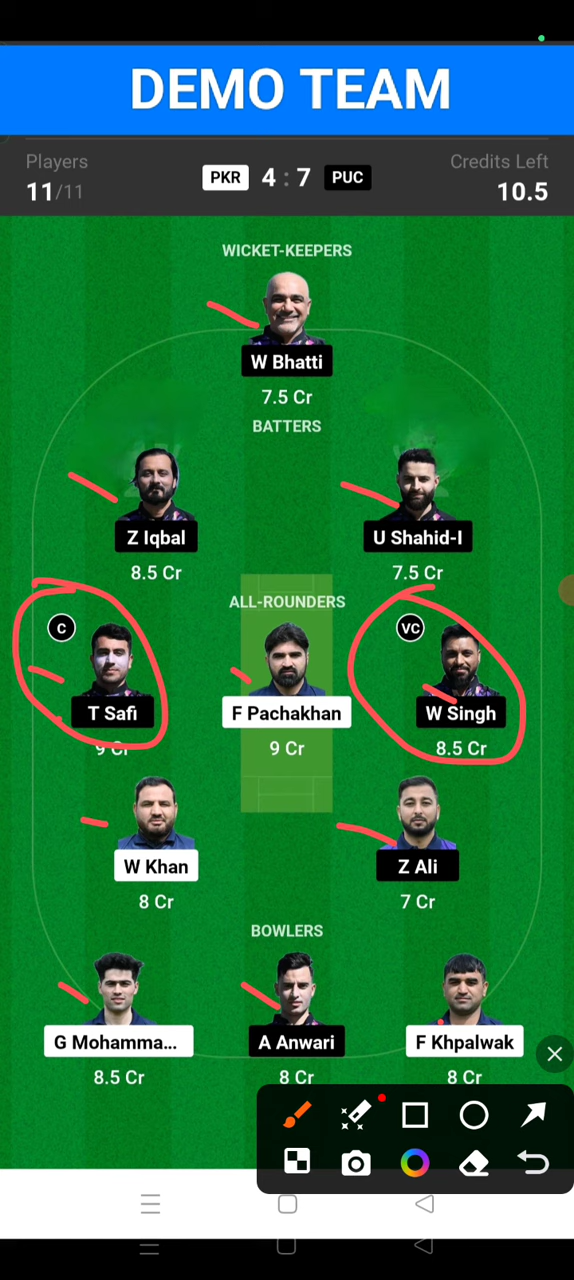 DEMO TEAM
Players
Credits Left
11/11
PKR 4 : 7 PUC
10.5
WICKET-KEEPERS
W Bhatti
7.5 Cr
BATTERS
Z Iqbal
U Shahid-I
8.5 Cr
7.5 Cr
ALL-ROUNDERS
C
VC
T Safi
F Pachakhan
W Singh
9 Cr
9 Cr
8.5 Cr
W Khan
Z Ali
8 Cr
7 Cr
BOWLERS
G Mohamma...
A Anwari
F Khpalwak
8.5 Cr
8 Cr
8 Cr